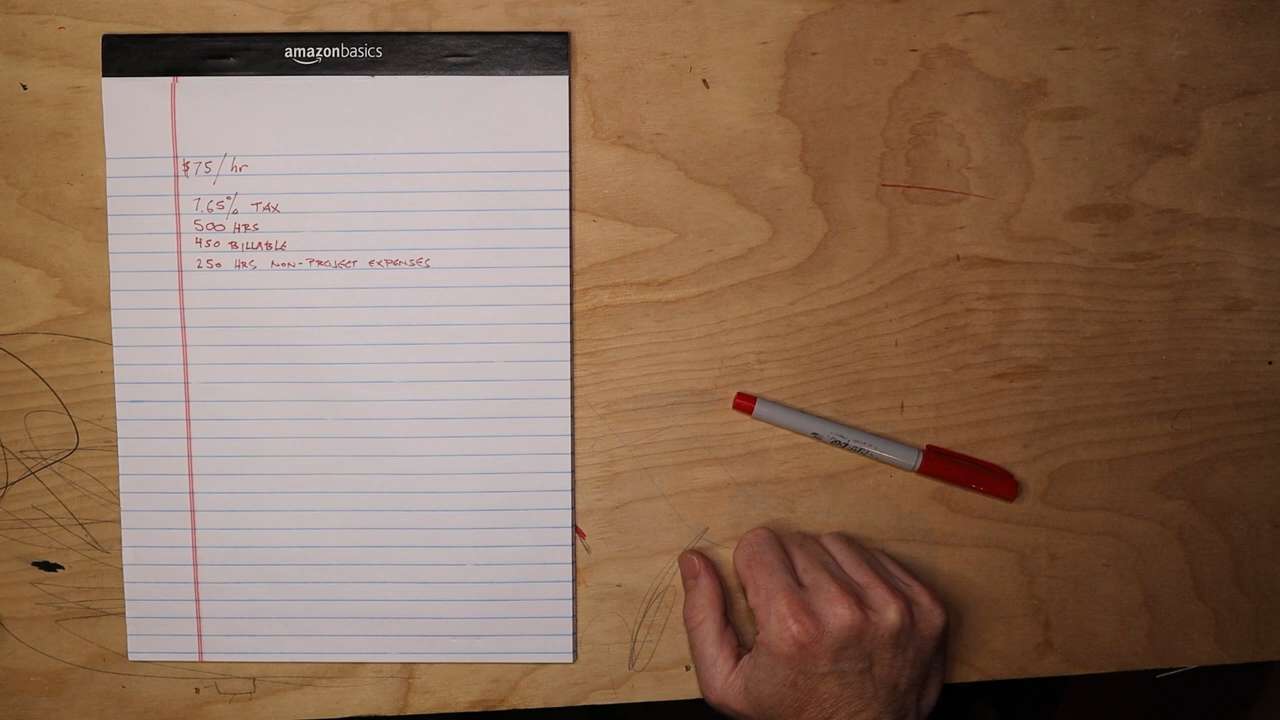 amazonbasics
$75/hr
7.65% TAX
500 HRS
450 BILLABLE
250 HRS NON-PROJECT EXPENSES